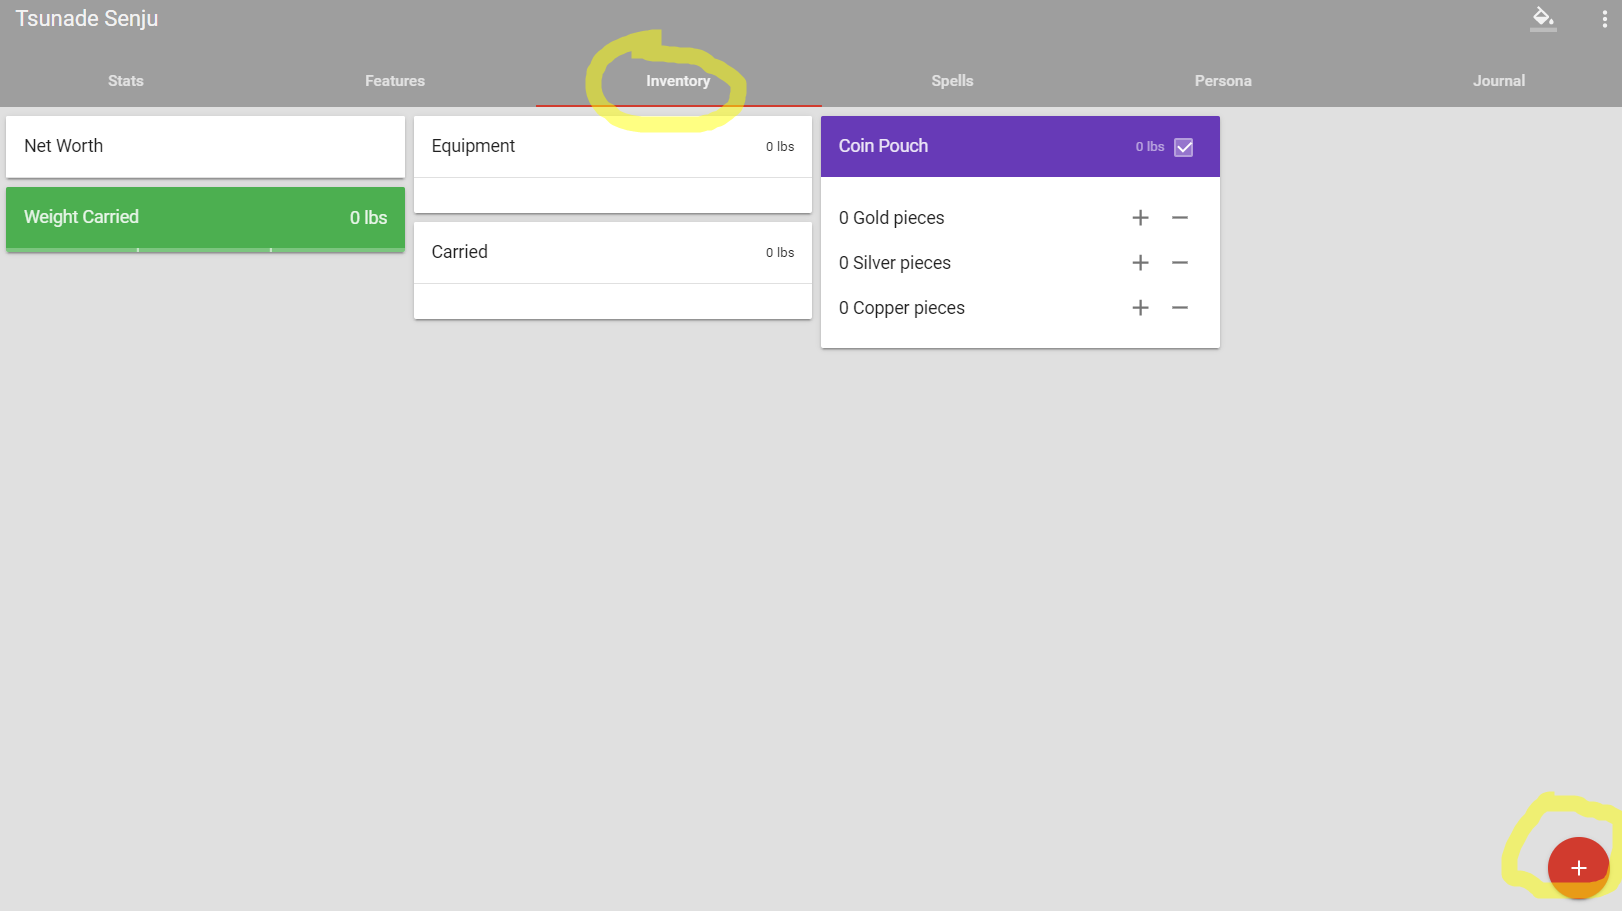 Tsunade Senju
Stats Features Inventory Spells Persona Journal
Net Worth
Weight Carried 0 lbs
Equipment 0 lbs
Carried 0 lbs
Coin Pouch 0 lbs
0 Gold pieces + −
0 Silver pieces + −
0 Copper pieces + −
+